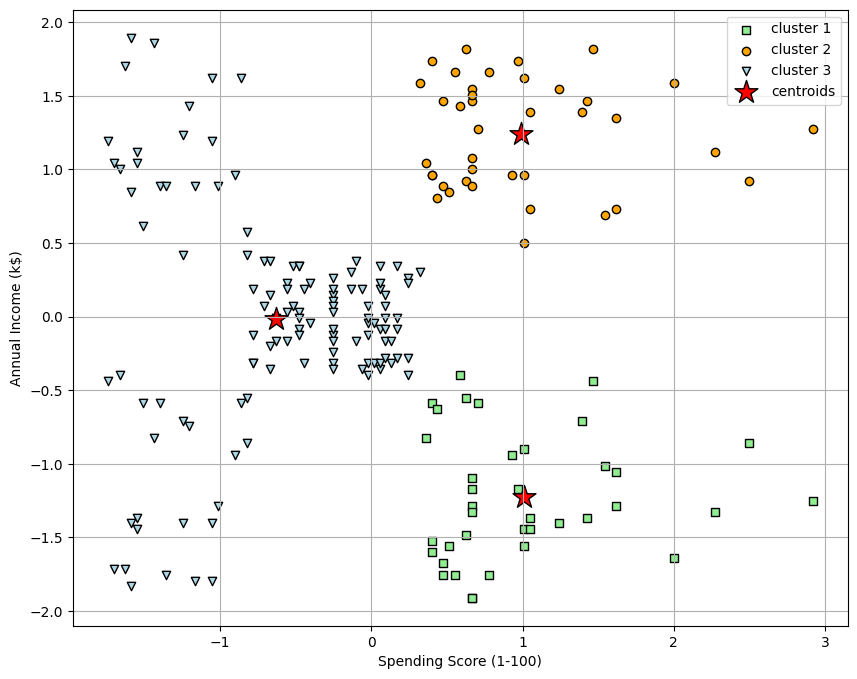 cluster 1
cluster 2
cluster 3
centroids
2.0
1.5
1.0
0.5
0.0
−0.5
−1.0
−1.5
−2.0
Annual Income (k$)
−1 0 1 2 3
Spending Score (1-100)